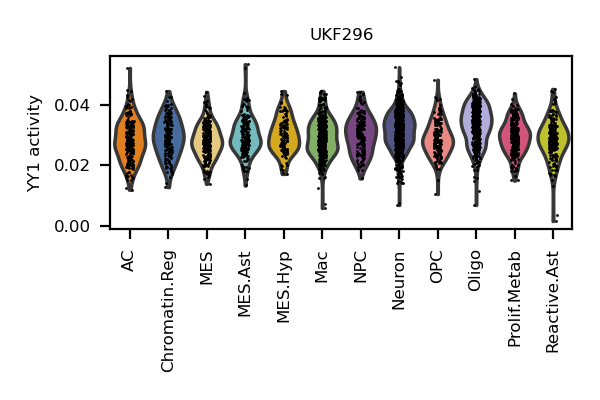 UKF296
YY1 activity
0.04
0.02
0.00
AC
Chromatin.Reg
MES
MES.Ast
MES.Hyp
Mac
NPC
Neuron
OPC
Oligo
Prolif.Metab
Reactive.Ast